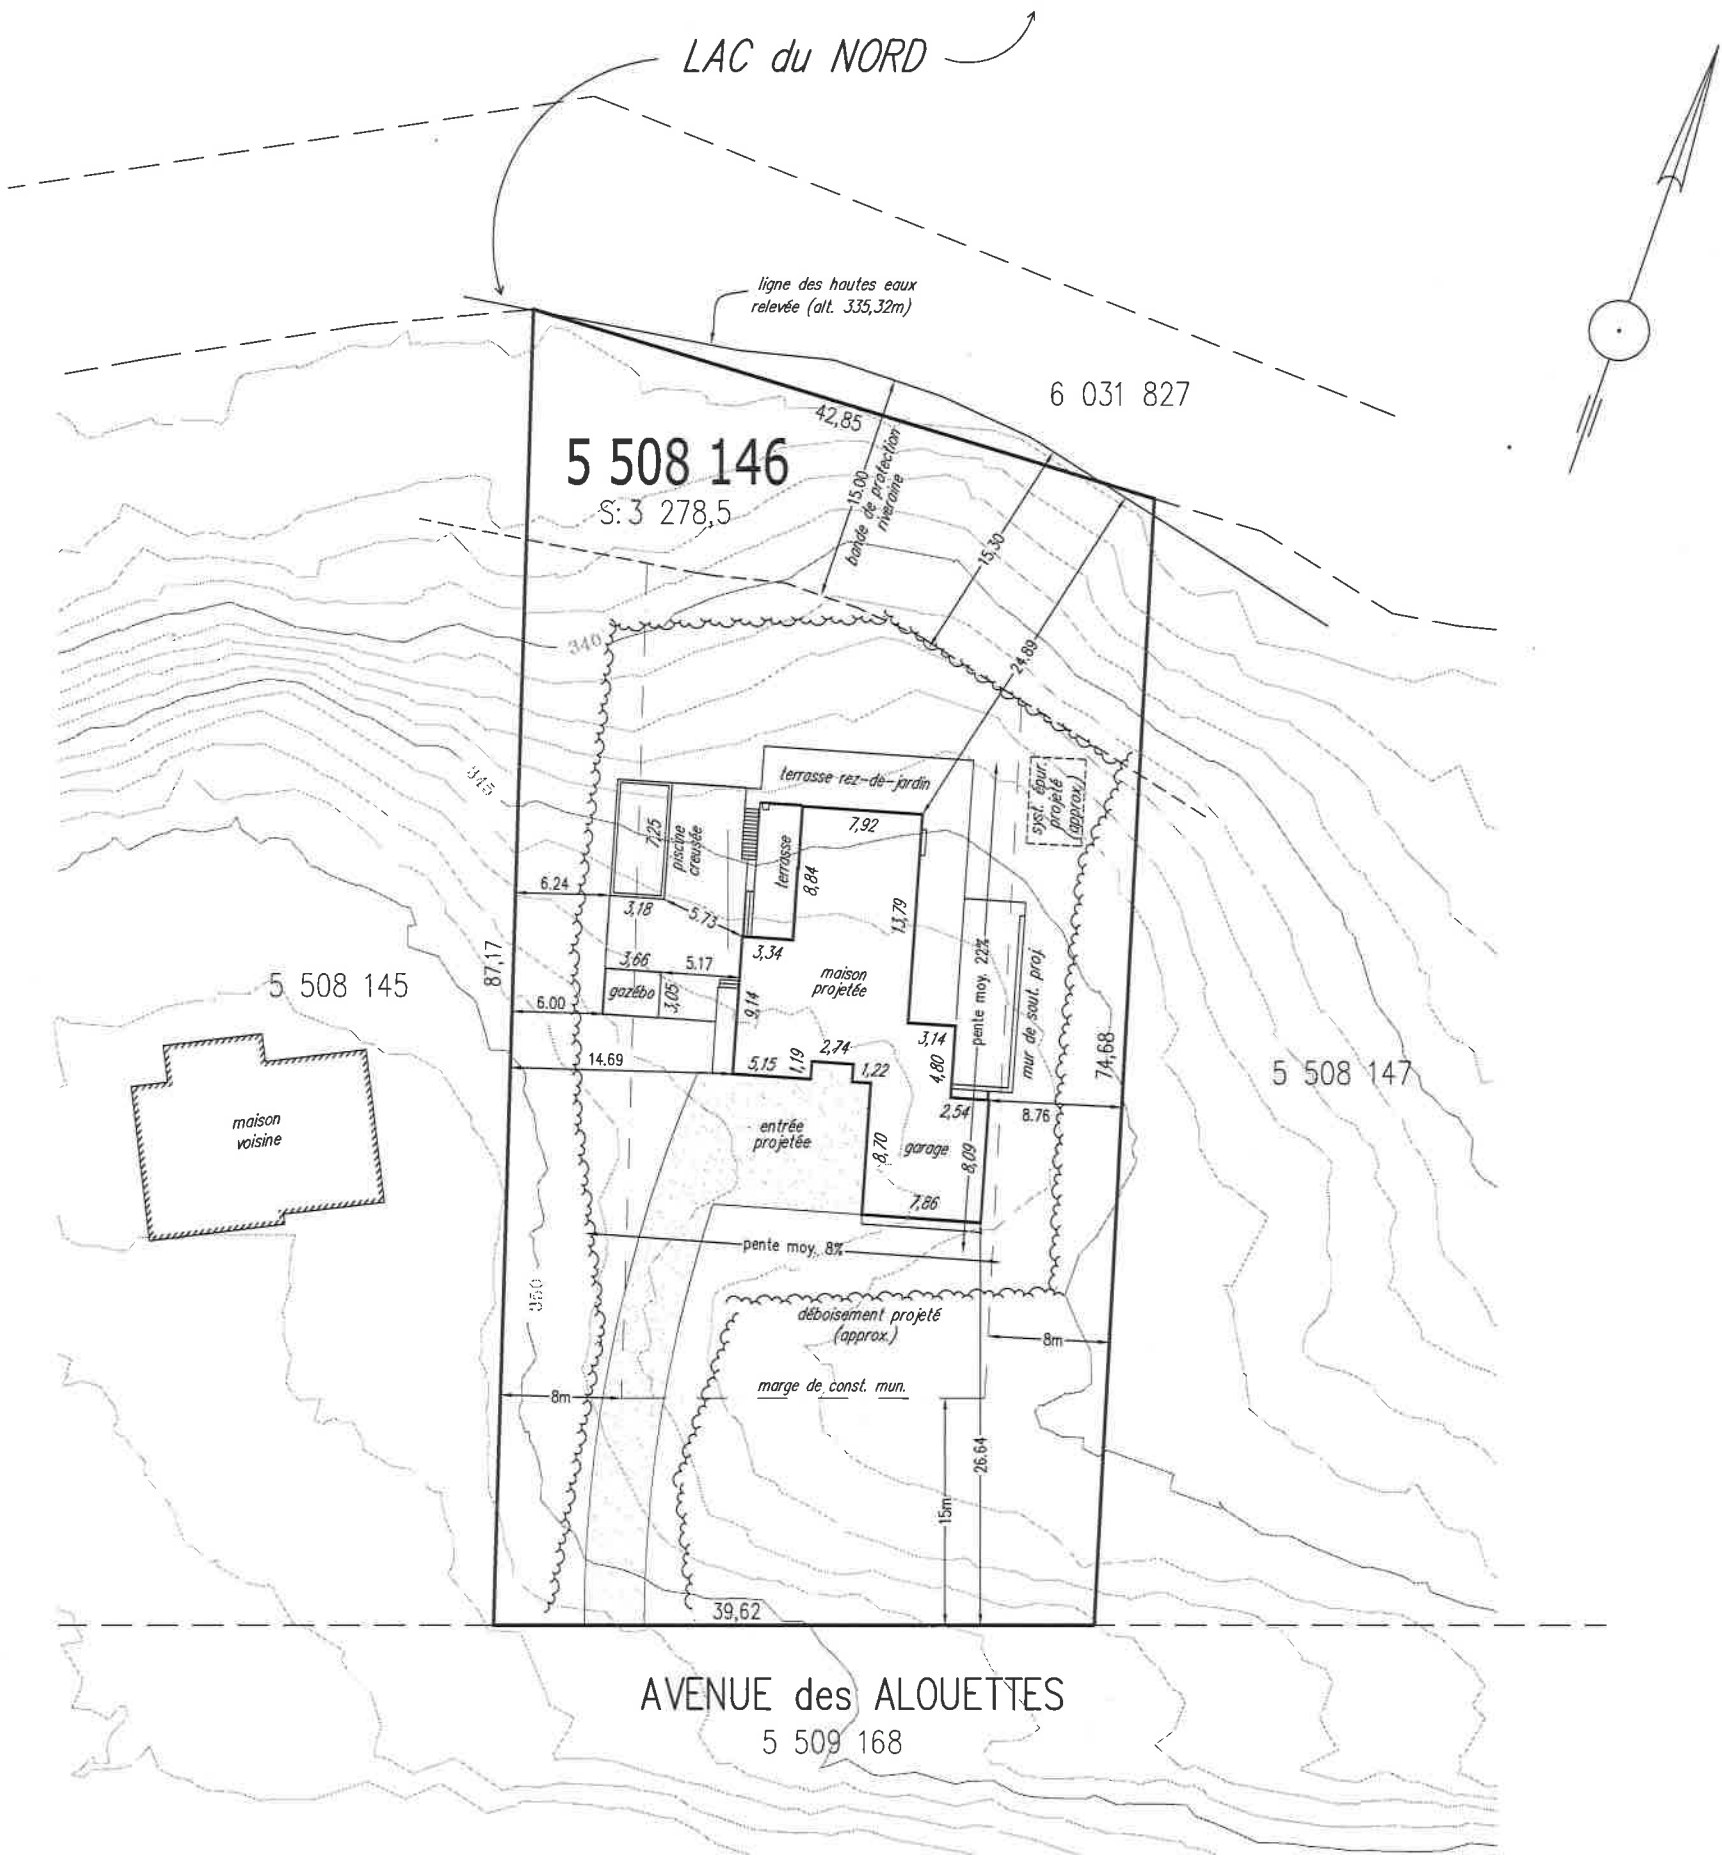 LAC du NORD
ligne des hautes eaux
relevée (alt. 335,32m)
6 031 827
42,85
5 508 146
S: 3 278,5
15.00
bande de protection
riveraine
15.30
24.89
340
345
terrasse rez-de-jardin
syst. épur.
projeté
(approx.)
7,92
7,25
piscine
creusée
terrasse
8,84
6.24
3,18
5.73
13,79
3,34
87,17
3,66
5.17
maison
projetée
pente moy. 22%
mur de sout. proj.
5 508 145
gazébo
3,05
9,14
6.00
3,14
14.69
5,15
1,19
2,74
1,22
4,80
74,68
5 508 147
2,54
8.76
maison
voisine
entrée
projetée
8,70
garage
8,09
7,86
pente moy. 8%
350
déboisement projeté
(approx.)
8m
marge de const. mun.
8m
26.64
15m
39,62
AVENUE des ALOUETTES
5 509 168